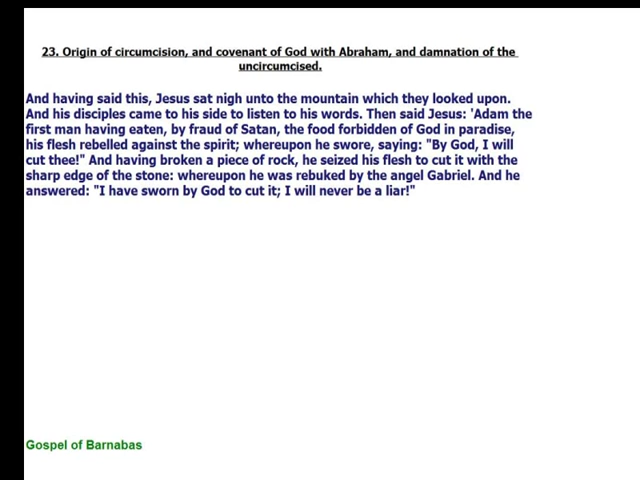 23. Origin of circumcision, and covenant of God with Abraham, and damnation of the
uncircumcised.
And having said this, Jesus sat nigh unto the mountain which they looked upon.
And his disciples came to his side to listen to his words. Then said Jesus: 'Adam the
first man having eaten, by fraud of Satan, the food forbidden of God in paradise,
his flesh rebelled against the spirit; whereupon he swore, saying: "By God, I will
cut thee!" And having broken a piece of rock, he seized his flesh to cut it with the
sharp edge of the stone: whereupon he was rebuked by the angel Gabriel. And he
answered: "I have sworn by God to cut it; I will never be a liar!"
Gospel of Barnabas